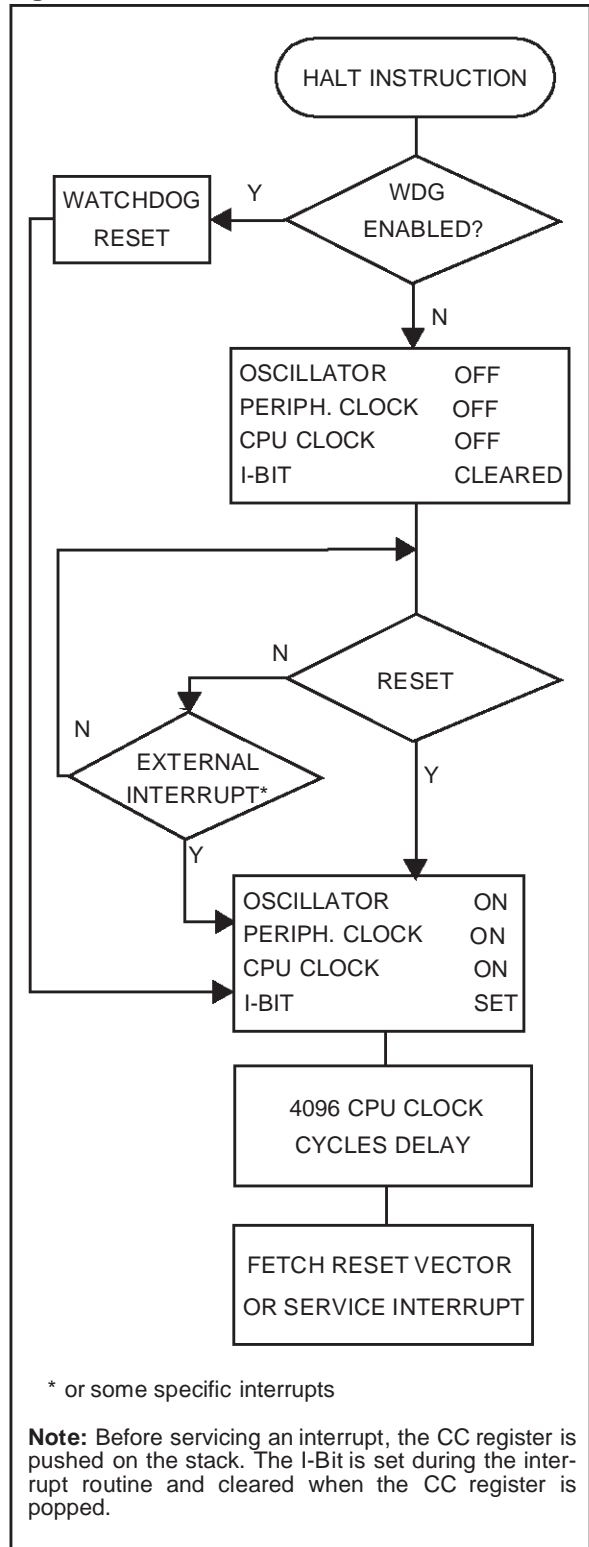 HALT INSTRUCTION
WDG
ENABLED?
Y
WATCHDOG
RESET
N
OSCILLATOR OFF
PERIPH. CLOCK OFF
CPU CLOCK OFF
I-BIT CLEARED
N
RESET
N
EXTERNAL
INTERRUPT*
Y
Y
OSCILLATOR ON
PERIPH. CLOCK ON
CPU CLOCK ON
I-BIT SET
4096 CPU CLOCK
CYCLES DELAY
FETCH RESET VECTOR
OR SERVICE INTERRUPT
* or some specific interrupts
Note: Before servicing an interrupt, the CC register is
pushed on the stack. The I-Bit is set during the inter-
rupt routine and cleared when the CC register is
popped.